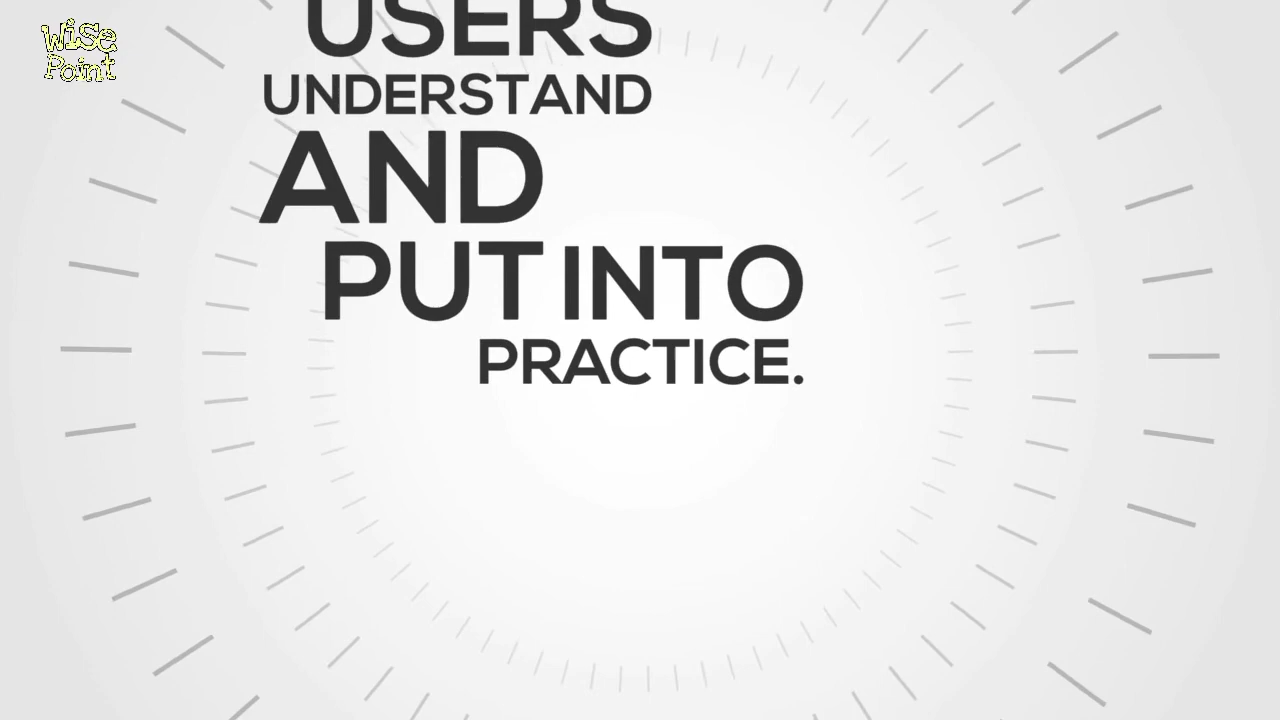 wiSe
Point
USERS
UNDERSTAND
AND
PUT INTO
PRACTICE.